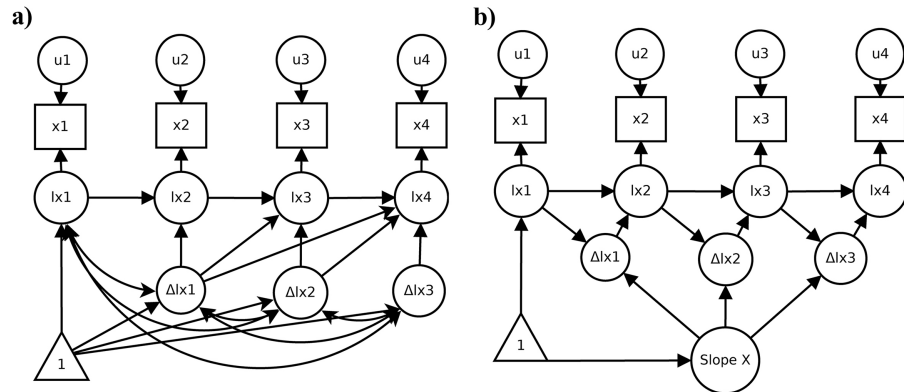 a)
u1 u2 u3 u4
x1 x2 x3 x4
lx1 lx2 lx3 lx4
Δlx1 Δlx2 Δlx3
1
b)
u1 u2 u3 u4
x1 x2 x3 x4
lx1 lx2 lx3 lx4
Δlx1 Δlx2 Δlx3
1 Slope X